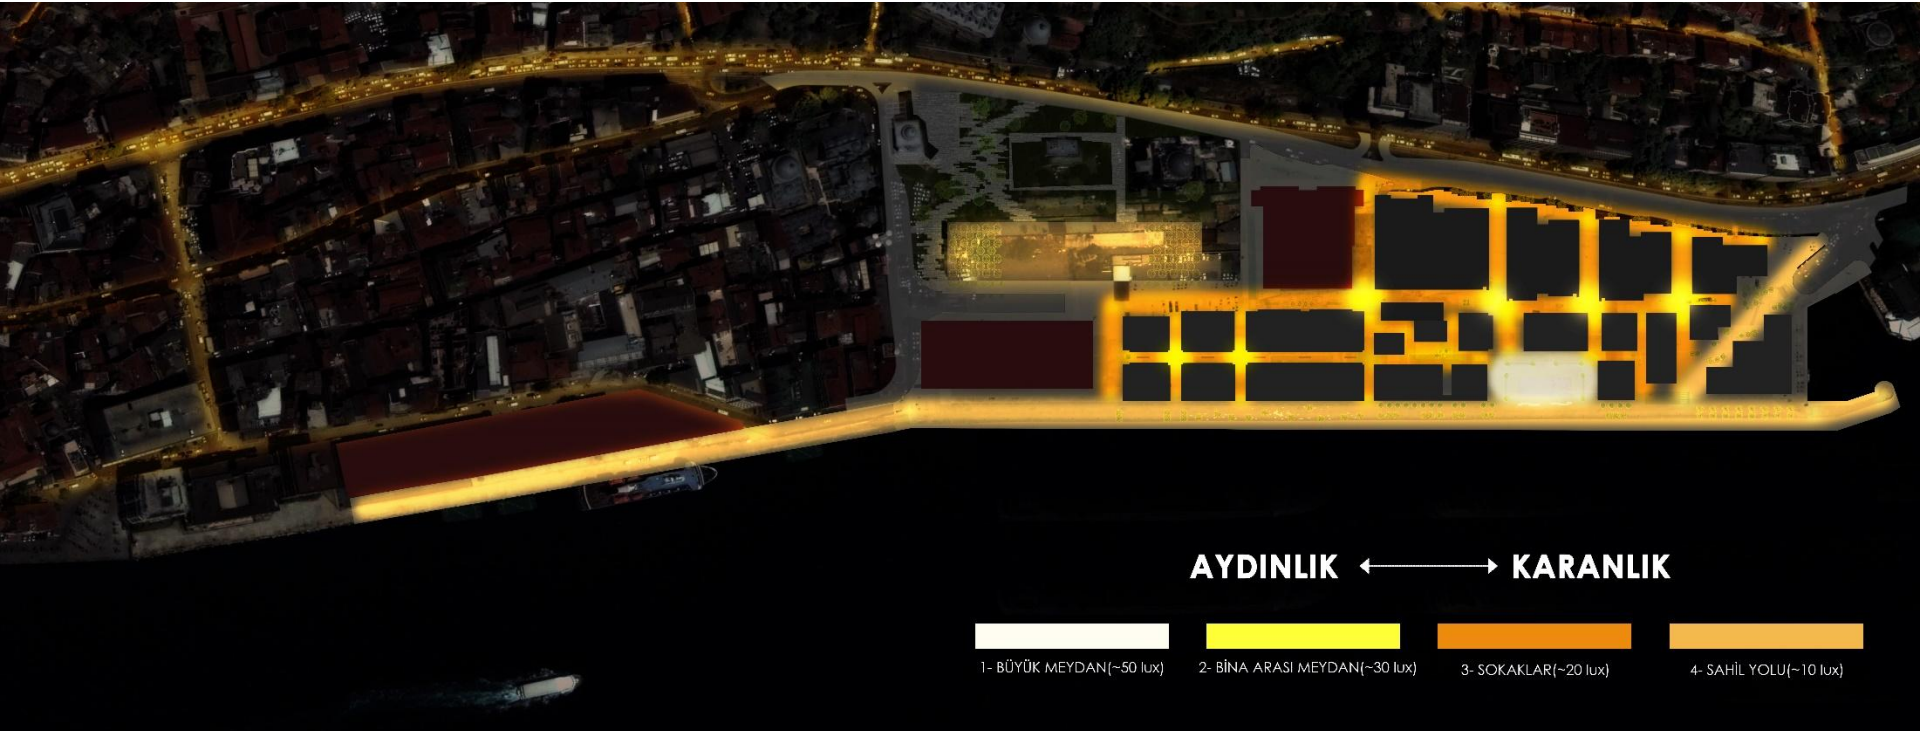 AYDINLIK KARANLIK
1- BÜYÜK MEYDAN(~50 lux)
2- BİNA ARASI MEYDAN(~30 lux)
3- SOKAKLAR(~20 lux)
4- SAHİL YOLU(~10 lux)